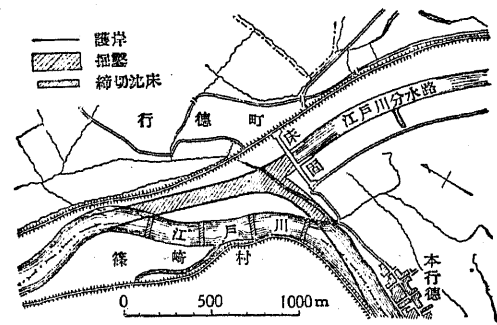 護岸
掘鑿
締切沈床
行徳町
床固
江戸川分水路
江戸川
篠崎村
本行徳
0 500 1000m